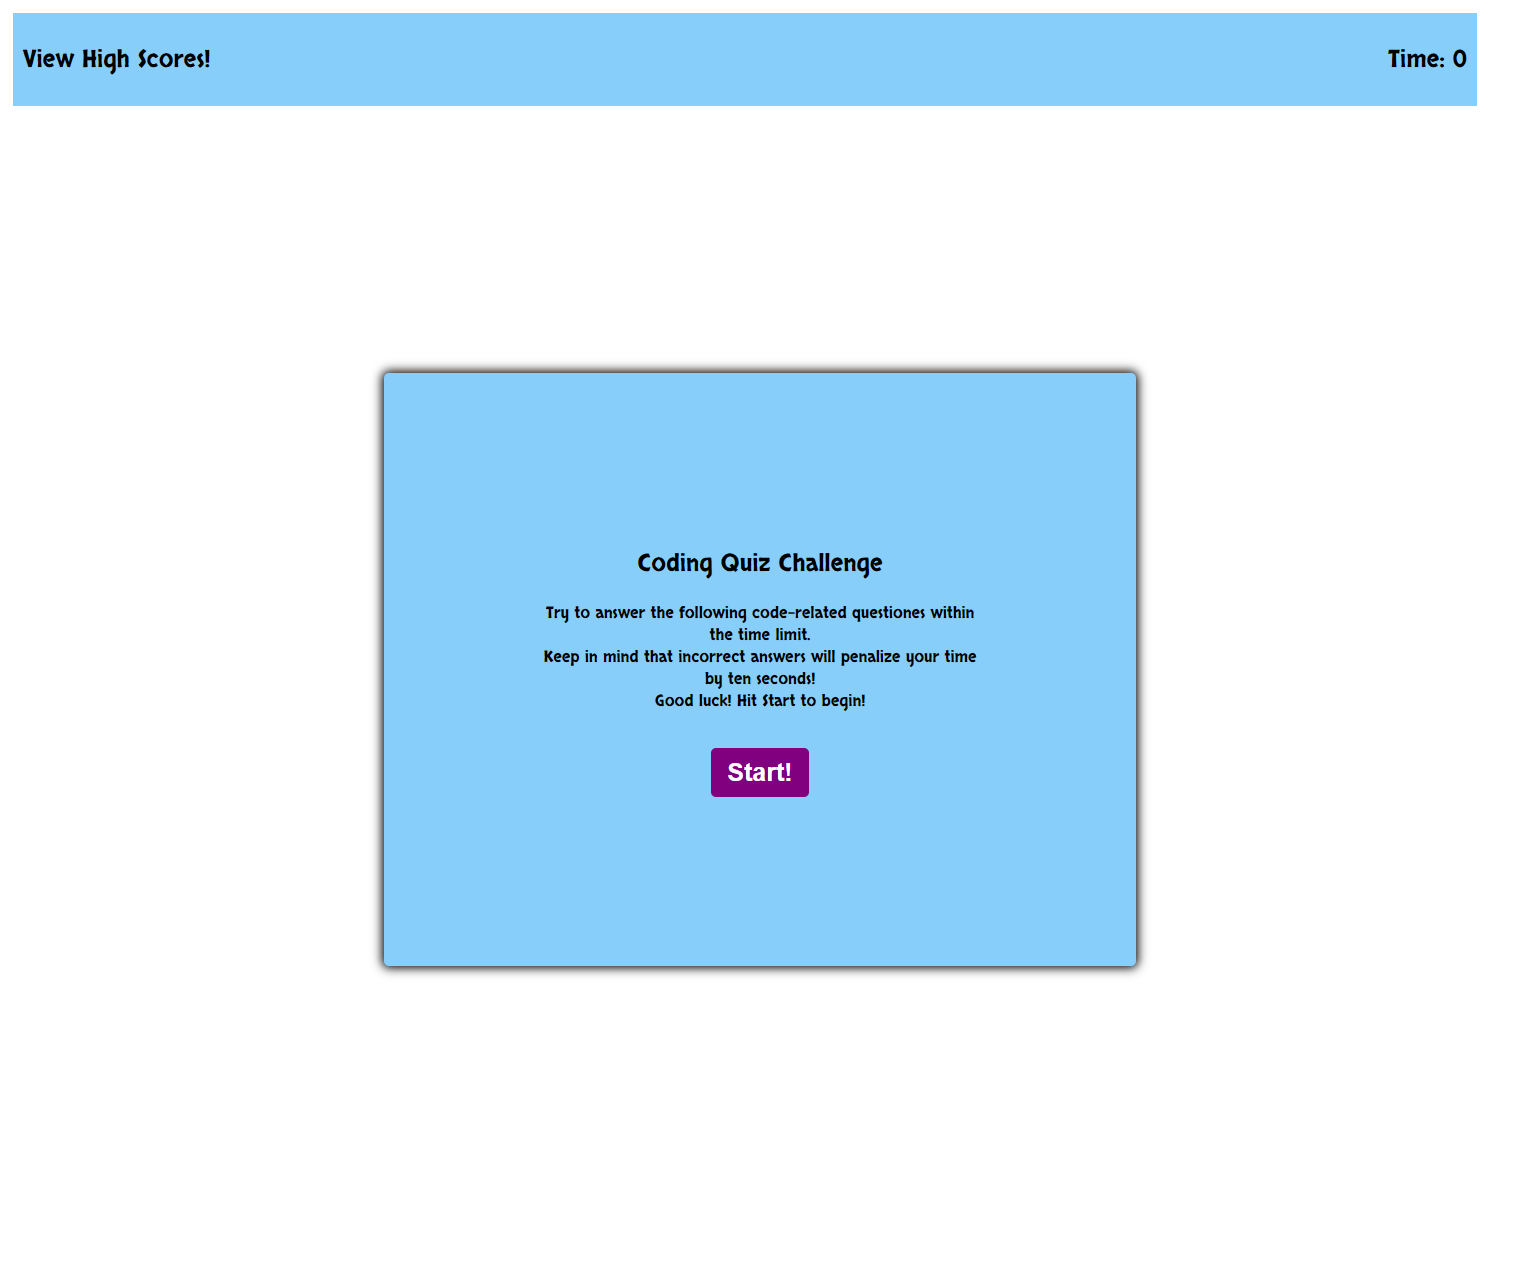 View High Scores!
Time: 0
Coding Quiz Challenge
Try to answer the following code-related questiones within
the time limit.
Keep in mind that incorrect answers will penalize your time
by ten seconds!
Good luck! Hit Start to begin!
Start!